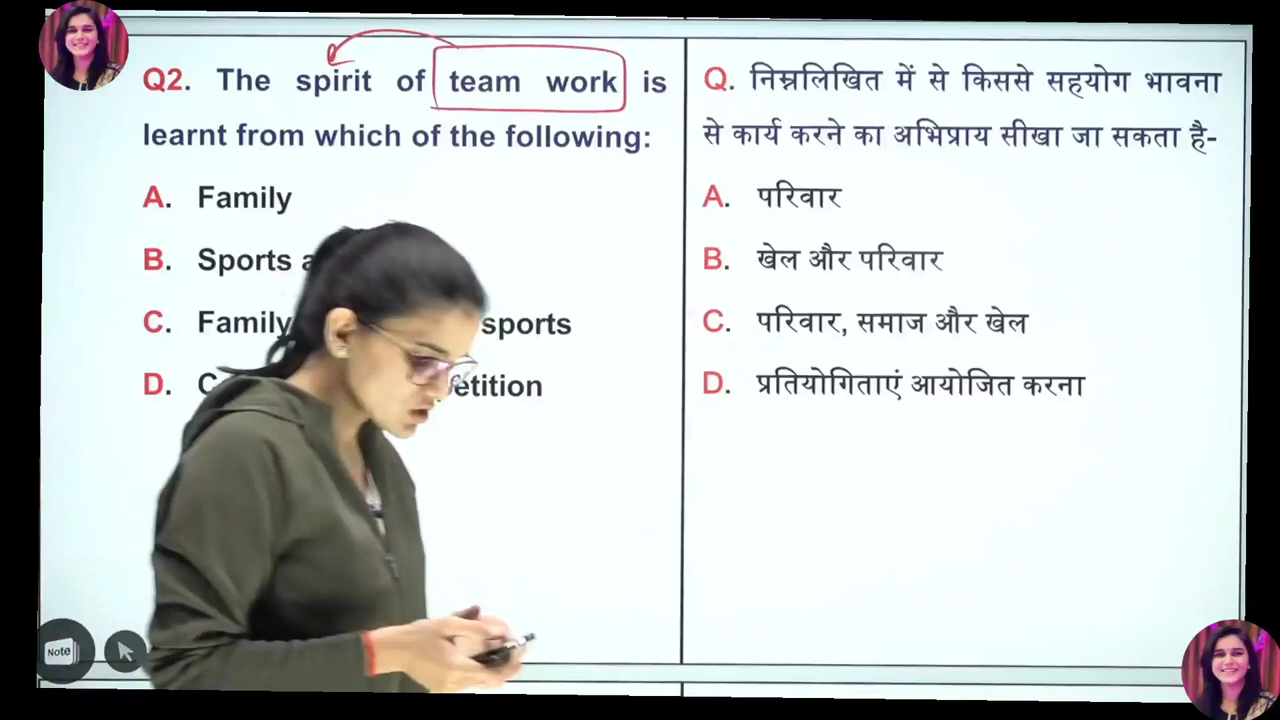 Q2. The spirit of team work is
learnt from which of the following:
A. Family
B. Sports
C. Family sports
D.
Q. निम्नलिखित में से किससे सहयोग भावना
से कार्य करने का अभिप्राय सीखा जा सकता है-
A. परिवार
B. खेल और परिवार
C. परिवार, समाज और खेल
D. प्रतियोगिताएं आयोजित करना
Note